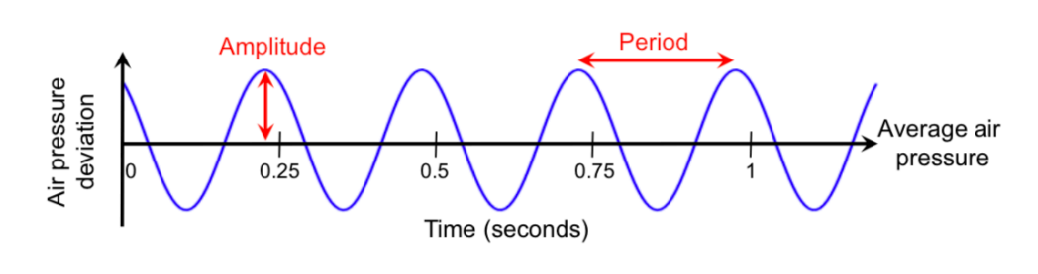 Amplitude
Period
Air pressure
deviation
Average air
pressure
0
0.25
0.5
0.75
1
Time (seconds)